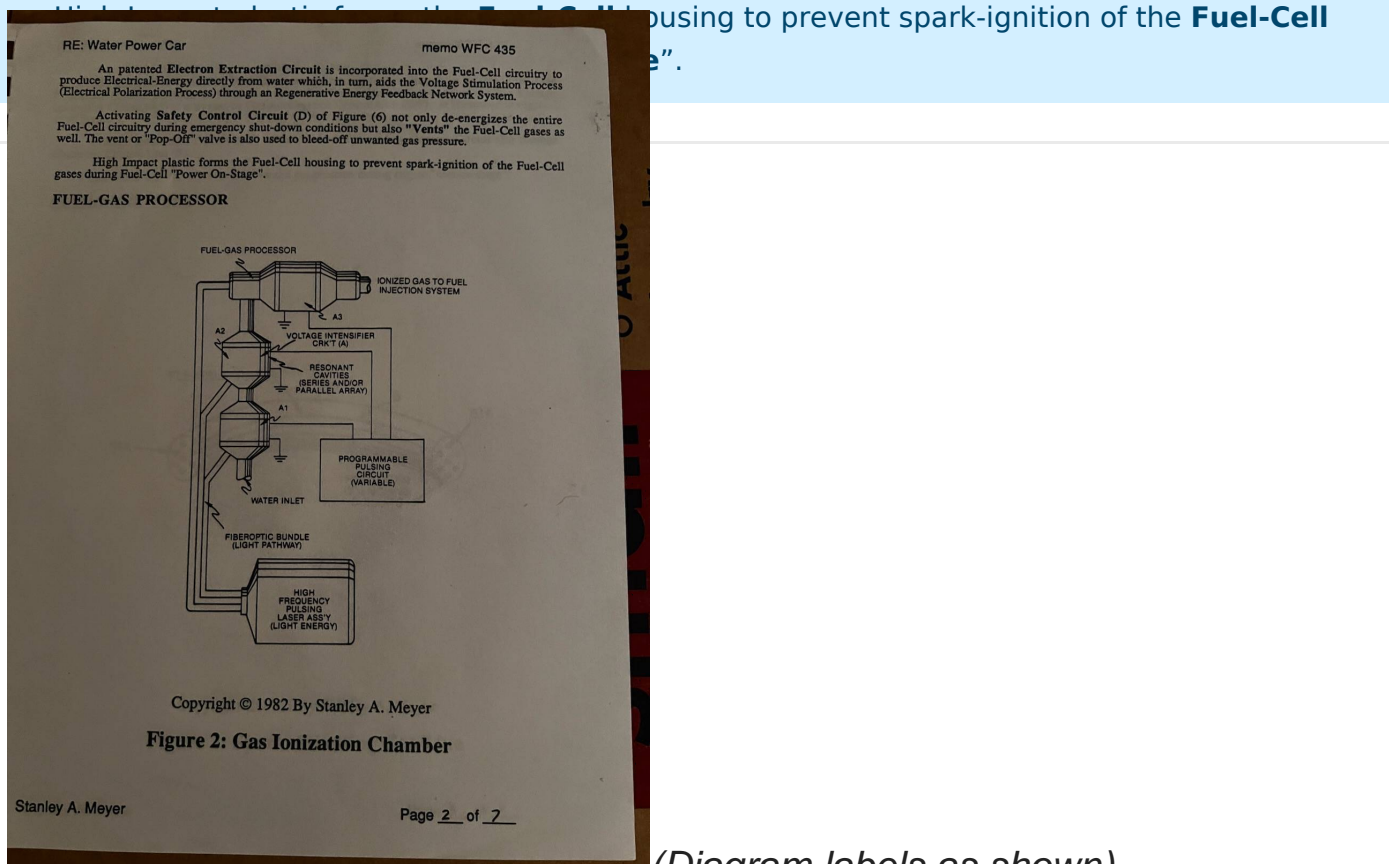 housing to prevent spark-ignition of the Fuel-Cell
e”.
RE: Water Power Car
memo WFC 435
An patented Electron Extraction Circuit is incorporated into the Fuel-Cell circuitry to
produce Electrical-Energy directly from water which, in turn, aids the Voltage Stimulation Process
(Electrical Polarization Process) through an Regenerative Energy Feedback Network System.
Activating Safety Control Circuit (D) of Figure (6) not only de-energizes the entire
Fuel-Cell circuitry during emergency shut-down conditions but also "Vents" the Fuel-Cell gases as
well. The vent or "Pop-Off" valve is also used to bleed-off unwanted gas pressure.
High Impact plastic forms the Fuel-Cell housing to prevent spark-ignition of the Fuel-Cell
gases during Fuel-Cell "Power On-Stage".
FUEL-GAS PROCESSOR
FUEL-GAS PROCESSOR
IONIZED GAS TO FUEL
INJECTION SYSTEM
A3
A2
VOLTAGE INTENSIFIER
CRK'T (A)
RESONANT
CAVITIES
(SERIES AND/OR
PARALLEL ARRAY)
A1
PROGRAMMABLE
PULSING
CIRCUIT
(VARIABLE)
WATER INLET
FIBEROPTIC BUNDLE
(LIGHT PATHWAY)
HIGH
FREQUENCY
PULSING
LASER ASS'Y
(LIGHT ENERGY)
Copyright © 1982 By Stanley A. Meyer
Figure 2: Gas Ionization Chamber
Stanley A. Meyer
Page 2 of 7
Attic
(Diagram labels as shown)